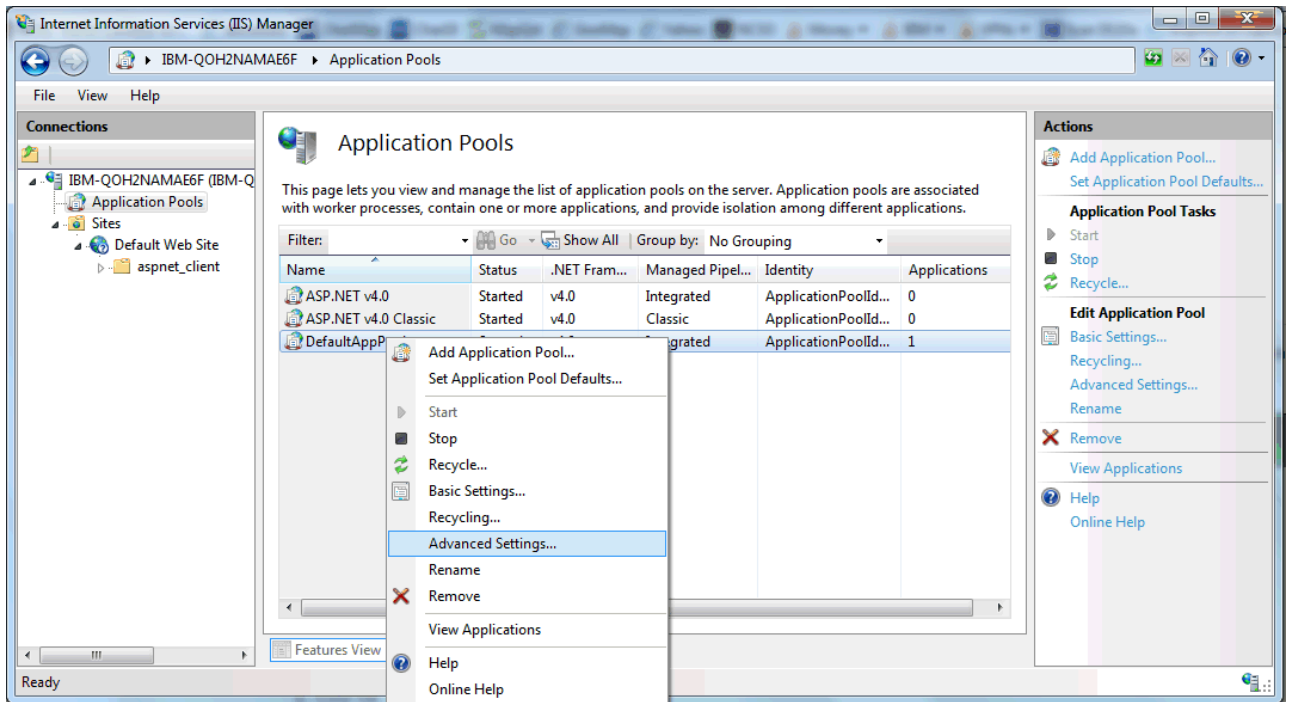 Internet Information Services (IIS) Manager
IBM-QOH2NAMAE6F
Application Pools
File View Help
Connections
IBM-QOH2NAMAE6F (IBM-Q
Application Pools
Sites
Default Web Site
aspnet_client
Application Pools
This page lets you view and manage the list of application pools on the server. Application pools are associated
with worker processes, contain one or more applications, and provide isolation among different applications.
Filter: Go Show All Group by: No Grouping
Name Status .NET Fram... Managed Pipel... Identity Applications
ASP.NET v4.0 Started v4.0 Integrated ApplicationPoolId... 0
ASP.NET v4.0 Classic Started v4.0 Classic ApplicationPoolId... 0
DefaultAppP grated ApplicationPoolId... 1
Add Application Pool...
Set Application Pool Defaults...
Start
Stop
Recycle...
Basic Settings...
Recycling...
Advanced Settings...
Rename
Remove
View Applications
Help
Online Help
Features View
Actions
Add Application Pool...
Set Application Pool Defaults...
Application Pool Tasks
Start
Stop
Recycle...
Edit Application Pool
Basic Settings...
Recycling...
Advanced Settings...
Rename
Remove
View Applications
Help
Online Help
Ready